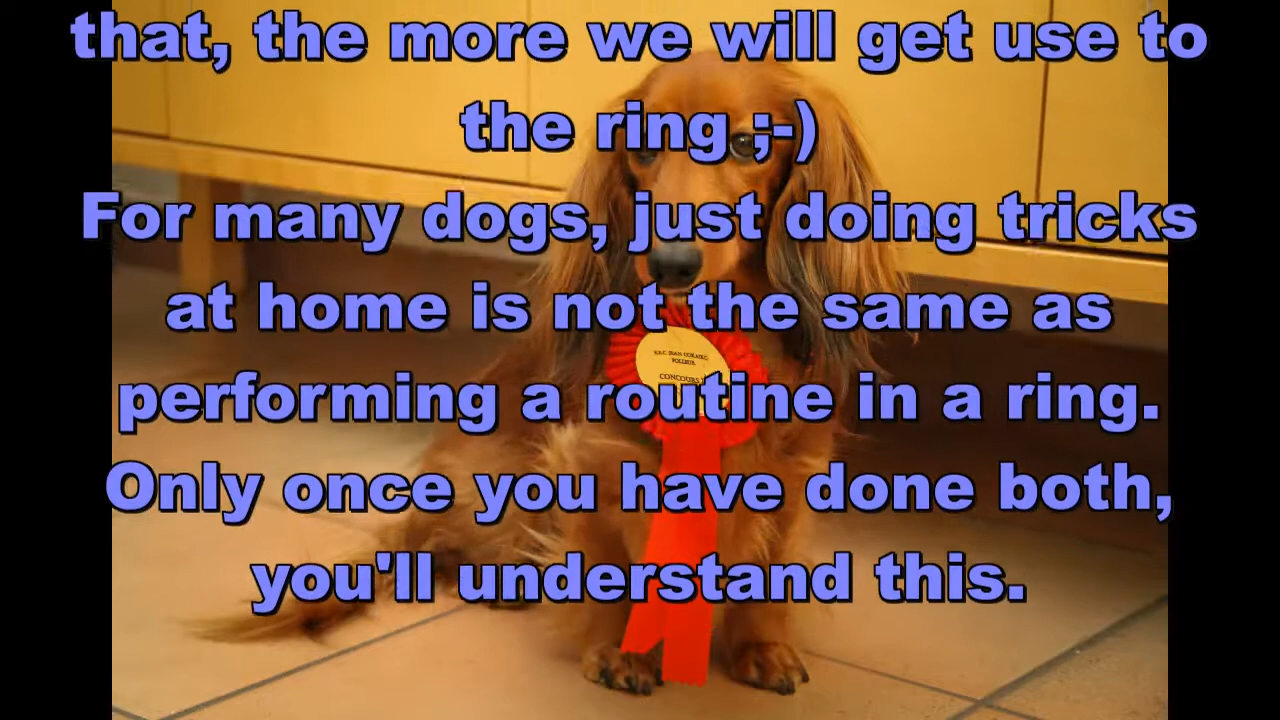 that, the more we will get use to
the ring ;-)
For many dogs, just doing tricks
at home is not the same as
performing a routine in a ring.
Only once you have done both,
you'll understand this.
CONCOURS